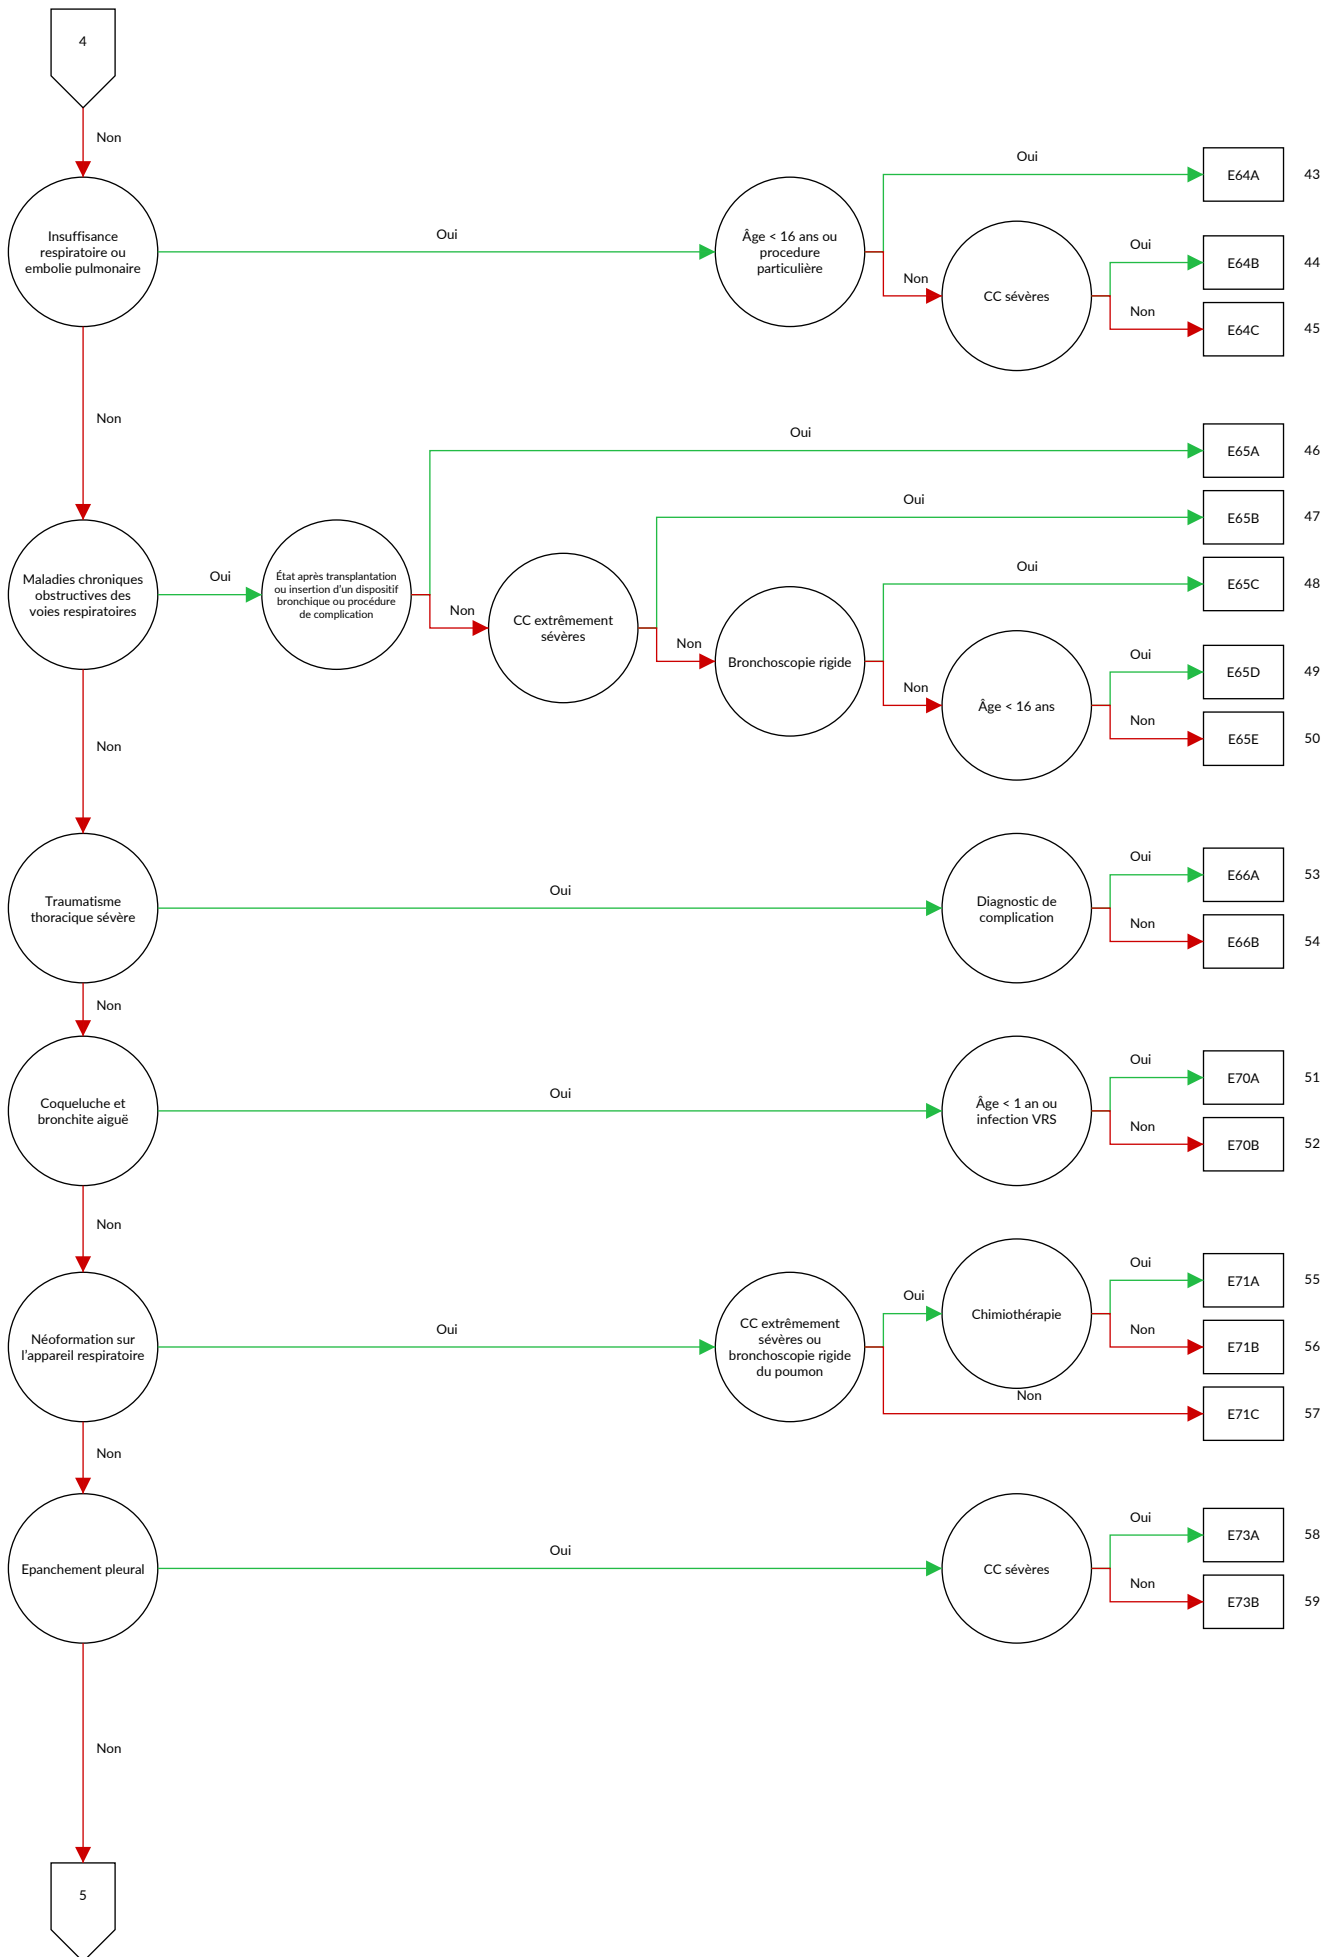 4
Non
Insuffisance
respiratoire ou
embolie pulmonaire
Oui
Âge < 16 ans ou
procedure
particulière
Oui
E64A
43
Non
CC sévères
Oui
E64B
44
Non
E64C
45
Non
Maladies chroniques
obstructives des
voies respiratoires
Oui
État après transplantation
ou insertion d'un dispositif
bronchique ou procédure
de complication
Oui
E65A
46
Non
CC extrêmement
sévères
Oui
E65B
47
Non
Bronchoscopie rigide
Oui
E65C
48
Non
Âge < 16 ans
Oui
E65D
49
Non
E65E
50
Non
Traumatisme
thoracique sévère
Oui
Diagnostic de
complication
Oui
E66A
53
Non
E66B
54
Non
Coqueluche et
bronchite aiguë
Oui
Âge < 1 an ou
infection VRS
Oui
E70A
51
Non
E70B
52
Non
Néoformation sur
l'appareil respiratoire
Oui
CC extrêmement
sévères ou
bronchoscopie rigide
du poumon
Oui
Chimiothérapie
Oui
E71A
55
Non
E71B
56
Non
E71C
57
Non
Epanchement pleural
Oui
CC sévères
Oui
E73A
58
Non
E73B
59
Non
5